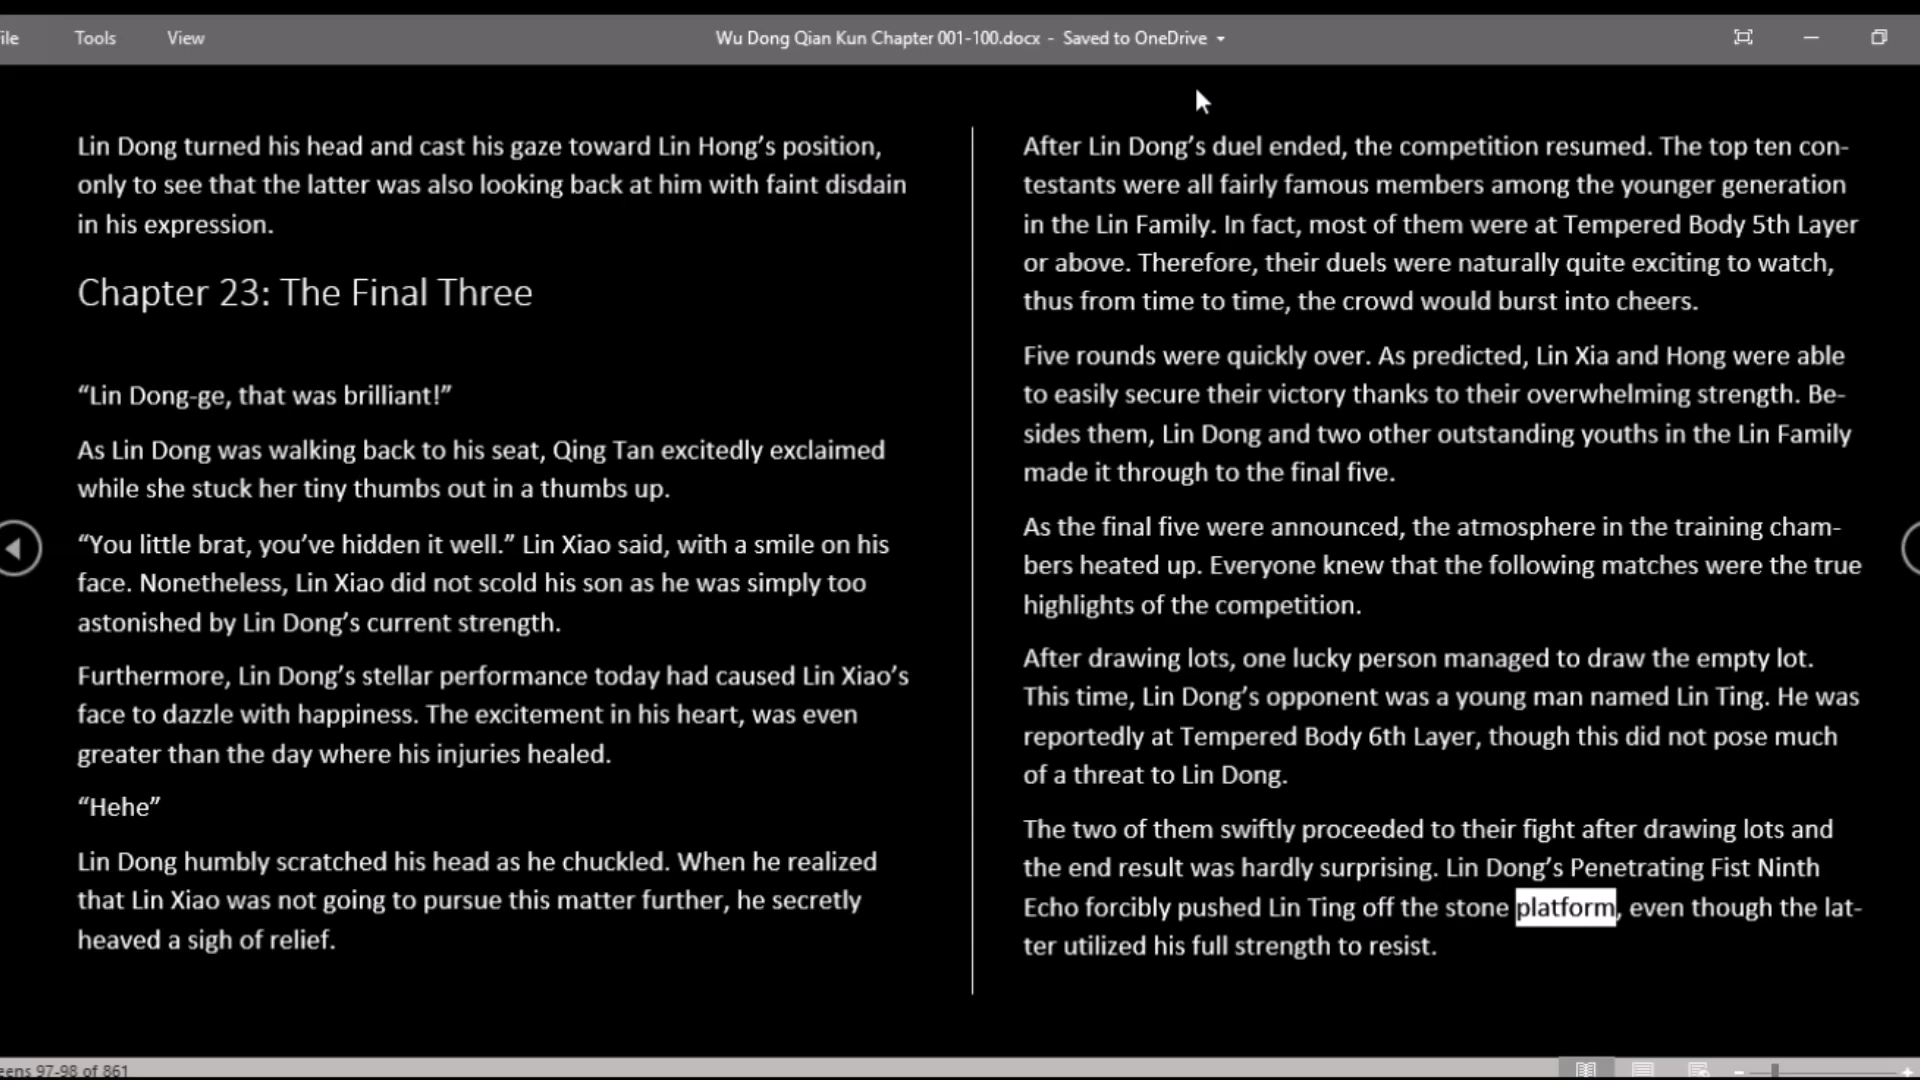 ile Tools View Wu Dong Qian Kun Chapter 001-100.docx - Saved to OneDrive
Lin Dong turned his head and cast his gaze toward Lin Hong’s position,
only to see that the latter was also looking back at him with faint disdain
in his expression.
Chapter 23: The Final Three
“Lin Dong-ge, that was brilliant!”
As Lin Dong was walking back to his seat, Qing Tan excitedly exclaimed
while she stuck her tiny thumbs out in a thumbs up.
“You little brat, you’ve hidden it well.” Lin Xiao said, with a smile on his
face. Nonetheless, Lin Xiao did not scold his son as he was simply too
astonished by Lin Dong’s current strength.
Furthermore, Lin Dong’s stellar performance today had caused Lin Xiao’s
face to dazzle with happiness. The excitement in his heart, was even
greater than the day where his injuries healed.
“Hehe”
Lin Dong humbly scratched his head as he chuckled. When he realized
that Lin Xiao was not going to pursue this matter further, he secretly
heaved a sigh of relief.
After Lin Dong’s duel ended, the competition resumed. The top ten con-
testants were all fairly famous members among the younger generation
in the Lin Family. In fact, most of them were at Tempered Body 5th Layer
or above. Therefore, their duels were naturally quite exciting to watch,
thus from time to time, the crowd would burst into cheers.
Five rounds were quickly over. As predicted, Lin Xia and Hong were able
to easily secure their victory thanks to their overwhelming strength. Be-
sides them, Lin Dong and two other outstanding youths in the Lin Family
made it through to the final five.
As the final five were announced, the atmosphere in the training cham-
bers heated up. Everyone knew that the following matches were the true
highlights of the competition.
After drawing lots, one lucky person managed to draw the empty lot.
This time, Lin Dong’s opponent was a young man named Lin Ting. He was
reportedly at Tempered Body 6th Layer, though this did not pose much
of a threat to Lin Dong.
The two of them swiftly proceeded to their fight after drawing lots and
the end result was hardly surprising. Lin Dong’s Penetrating Fist Ninth
Echo forcibly pushed Lin Ting off the stone platform, even though the lat-
ter utilized his full strength to resist.
eens 97-98 of 861